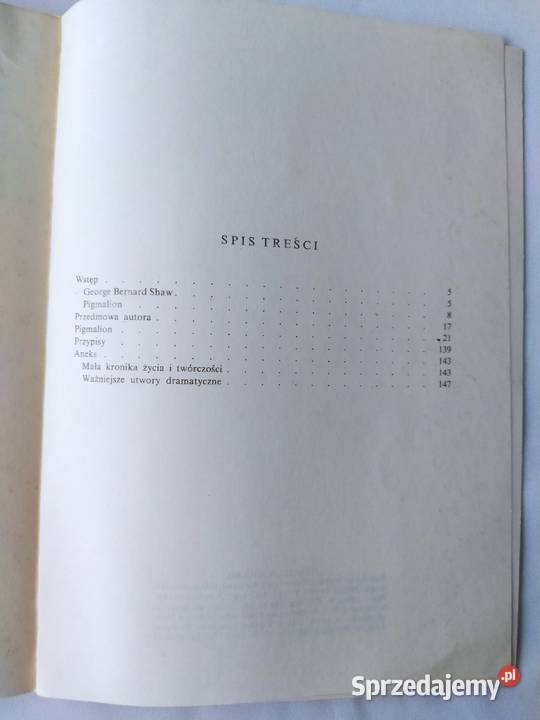 SPIS TREŚCI
Wstęp . . . . . . . . . . . . . 5
George Bernard Shaw . . . . . . . . . . 5
Pigmalion . . . . . . . . . . . . 8
Przedmowa autora . . . . . . . . . . . 17
Pigmalion . . . . . . . . . . . . 21
Przypisy . . . . . . . . . . . . . 139
Aneks . . . . . . . . . . . . . 143
Mała kronika życia i twórczości . . . . . . . . 143
Ważniejsze utwory dramatyczne . . . . . . . . 147
Sprzedajemy.pl